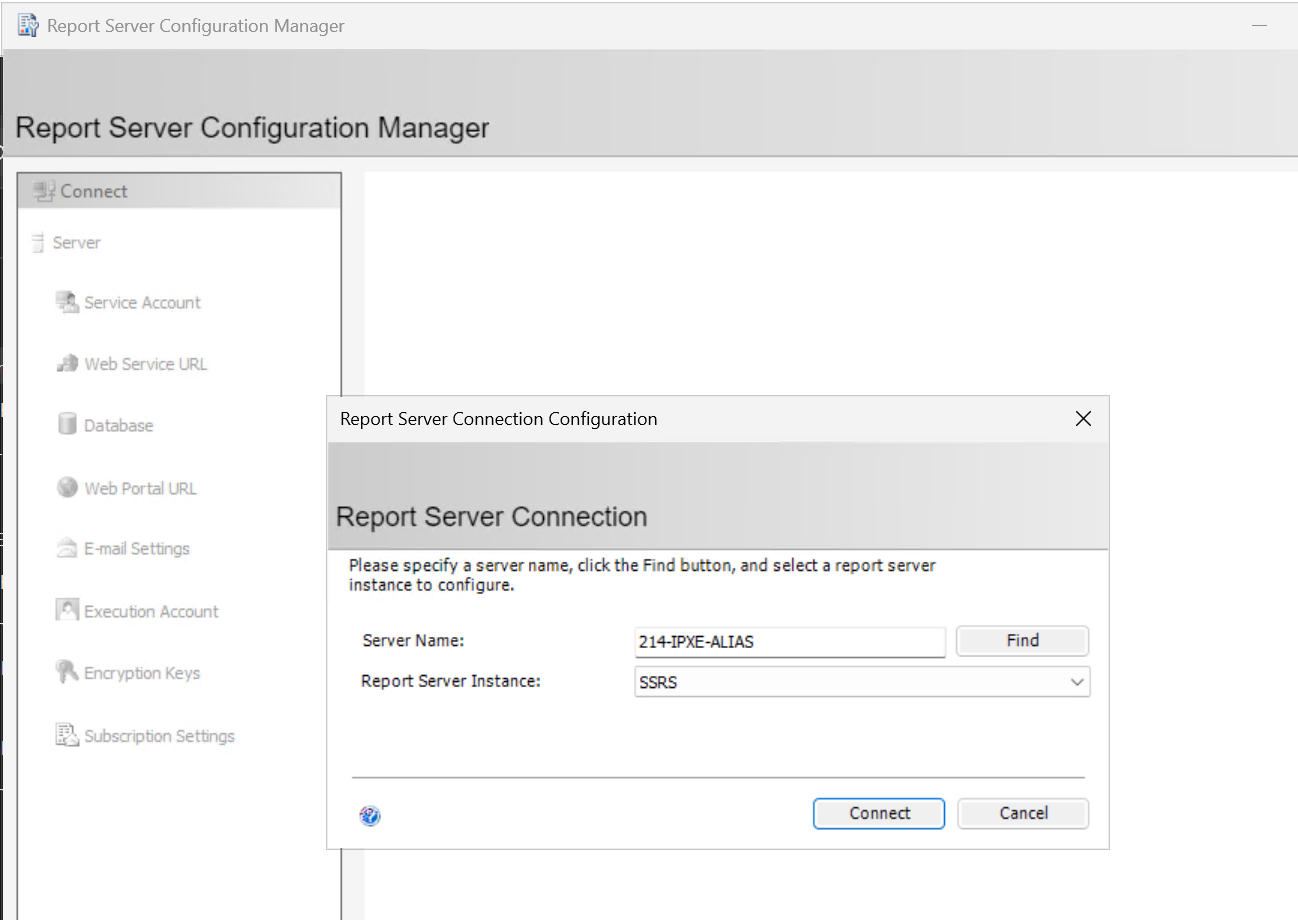 Report Server Configuration Manager
Report Server Configuration Manager
Connect
Server
Service Account
Web Service URL
Database
Web Portal URL
E-mail Settings
Execution Account
Encryption Keys
Subscription Settings
Report Server Connection Configuration
Report Server Connection
Please specify a server name, click the Find button, and select a report server
instance to configure.
Server Name:
214-IPXE-ALIAS
Find
Report Server Instance:
SSRS
Connect
Cancel